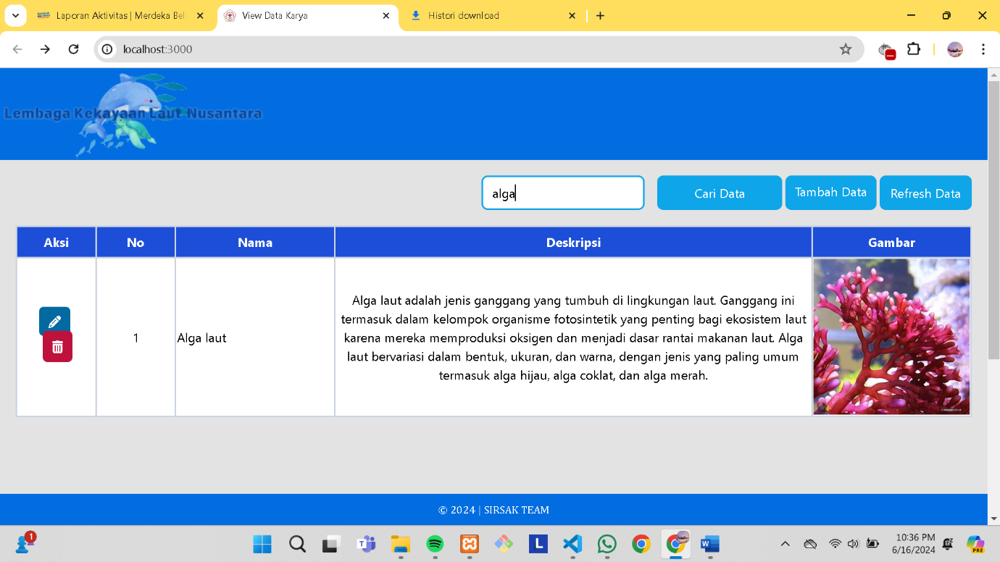 Laporan Aktivitas | Merdeka Bel
View Data Karya
Histori download
localhost:3000
Lembaga Kekayaan Laut Nusantara
alga
Cari Data
Tambah Data
Refresh Data
Aksi
No
Nama
Deskripsi
Gambar
1
Alga laut
Alga laut adalah jenis ganggang yang tumbuh di lingkungan laut. Ganggang ini
termasuk dalam kelompok organisme fotosintetik yang penting bagi ekosistem laut
karena mereka memproduksi oksigen dan menjadi dasar rantai makanan laut. Alga
laut bervariasi dalam bentuk, ukuran, dan warna, dengan jenis yang paling umum
termasuk alga hijau, alga coklat, dan alga merah.
© 2024 | SIRSAK TEAM
1
L
10:36 PM
6/16/2024
PRE